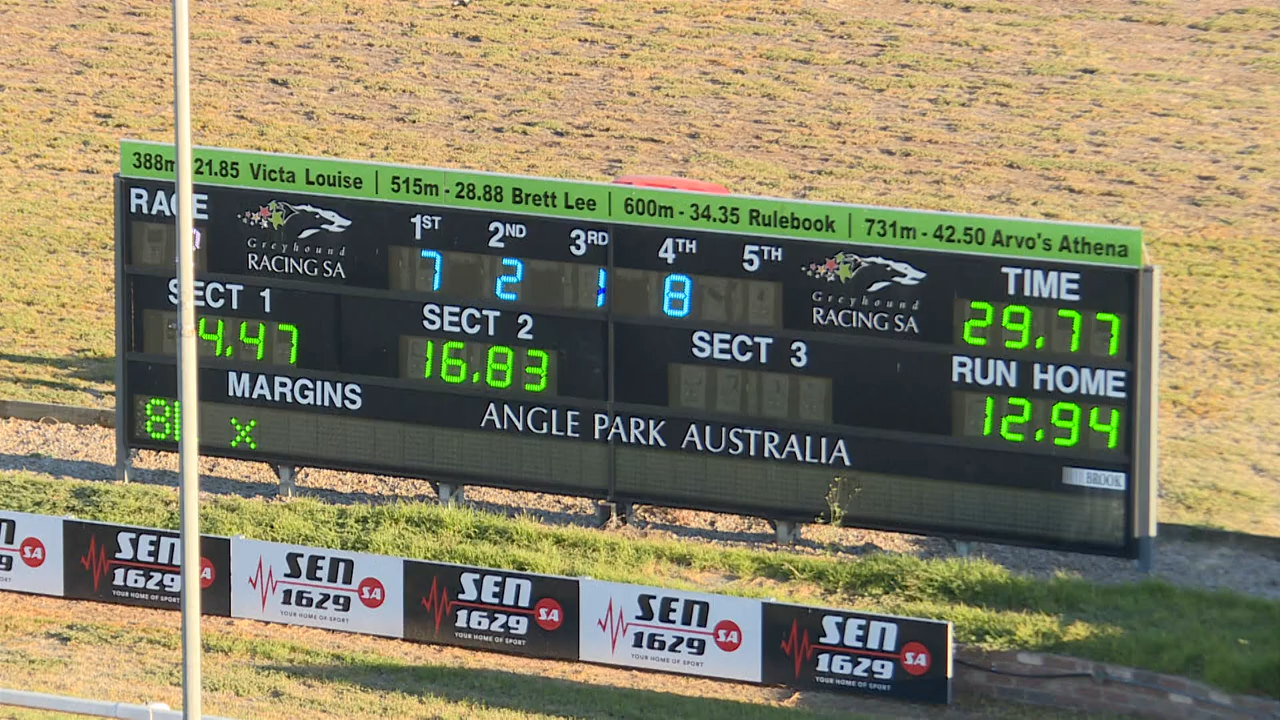 388m 21.85 Victa Louise | 515m - 28.88 Brett Lee | 600m - 34.35 Rulebook | 731m - 42.50 Arvo's Athena
RACE
Greyhound
RACING SA
1ST 2ND 3RD 4TH 5TH
7 2 1 8
Greyhound
RACING SA
TIME
29.77
SECT 1
4.47
SECT 2
16.83
SECT 3
RUN HOME
12.94
MARGINS
ANGLE PARK AUSTRALIA
x
BROOK
SA
SEN
1629
YOUR HOME OF SPORT
SEN
1629 SA
YOUR HOME OF SPORT
SEN
1629 SA
YOUR HOME OF SPORT
SEN
1629 SA
YOUR HOME OF SPORT
SEN
1629 SA
YOUR HOME OF SPORT